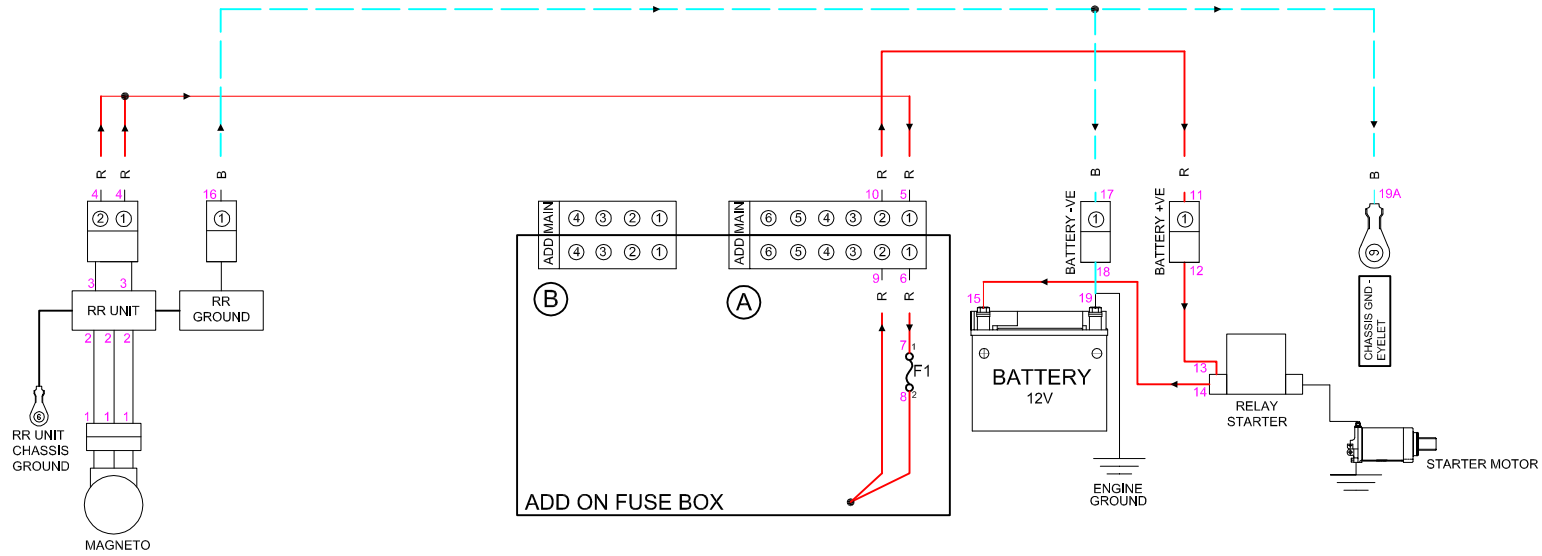 R R B R R B R B
4 4 16 10 5 17 11 19A
2 1 1 4 3 2 1 6 5 4 3 2 1 1 1
ADD MAIN
ADD MAIN
BATTERY -VE
BATTERY +VE
4 3 2 1 6 5 4 3 2 1
9
3 3 9 6 18 12
RR UNIT
RR
GROUND
B A
R R
15 19
CHASSIS GND -
EYELET
2 2 2
7 1
F1
8 2
BATTERY
12V
13
14
RELAY
STARTER
6
1 1 1
RR UNIT
CHASSIS
GROUND
STARTER MOTOR
ENGINE
GROUND
ADD ON FUSE BOX
MAGNETO